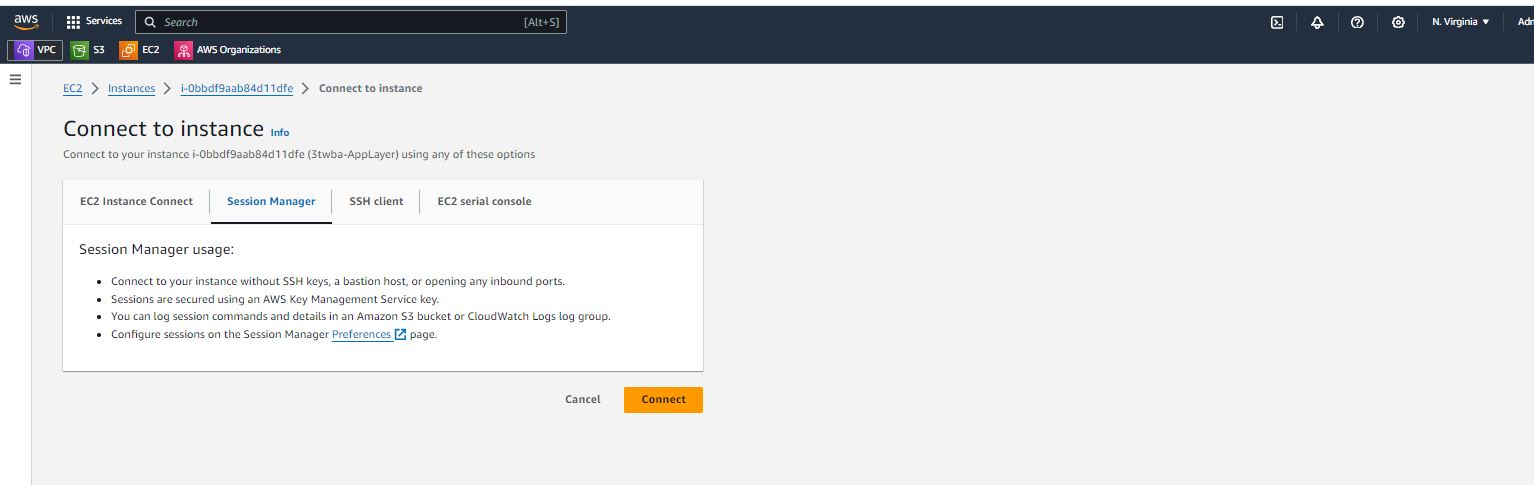 aws
Services
Search
[Alt+S]
N. Virginia
VPC
S3
EC2
AWS Organizations
EC2 Instances i-0bbdf9aab84d11dfe Connect to instance
Connect to instance Info
Connect to your instance i-0bbdf9aab84d11dfe (3twba-AppLayer) using any of these options
EC2 Instance Connect
Session Manager
SSH client
EC2 serial console
Session Manager usage:
Connect to your instance without SSH keys, a bastion host, or opening any inbound ports.
Sessions are secured using an AWS Key Management Service key.
You can log session commands and details in an Amazon S3 bucket or CloudWatch Logs log group.
Configure sessions on the Session Manager Preferences page.
Cancel
Connect